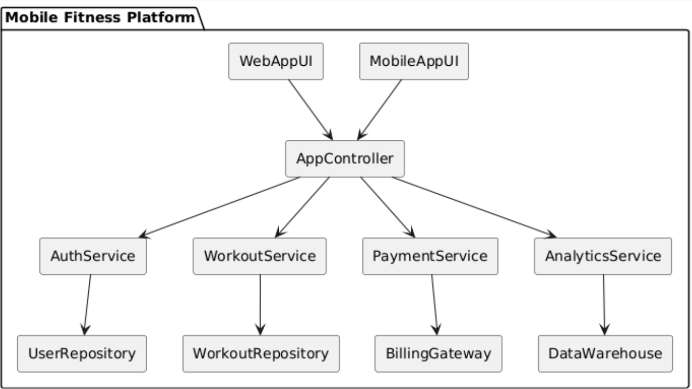 Mobile Fitness Platform
WebAppUI
MobileAppUI
AppController
AuthService
WorkoutService
PaymentService
AnalyticsService
UserRepository
WorkoutRepository
BillingGateway
DataWarehouse